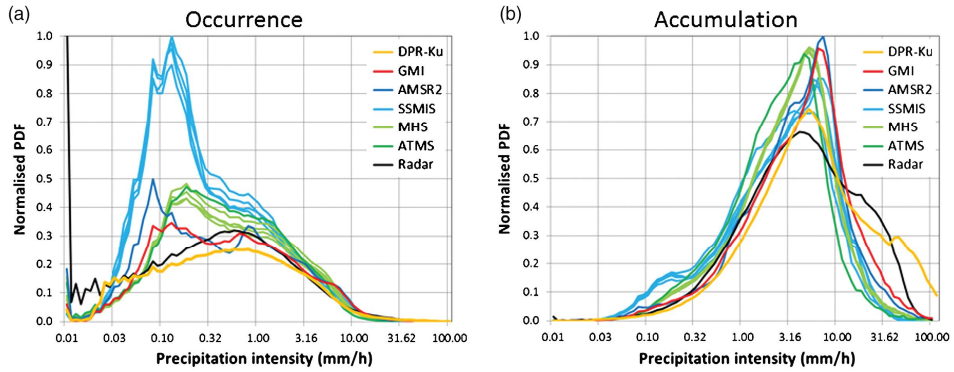 (a) Occurrence
Normalised PDF
1.0
0.9
0.8
0.7
0.6
0.5
0.4
0.3
0.2
0.1
0.0
DPR-Ku
GMI
AMSR2
SSMIS
MHS
ATMS
Radar
0.01 0.03 0.10 0.32 1.00 3.16 10.00 31.62 100.00
Precipitation intensity (mm/h)
(b) Accumulation
Normalised PDF
1.0
0.9
0.8
0.7
0.6
0.5
0.4
0.3
0.2
0.1
0.0
DPR-Ku
GMI
AMSR2
SSMIS
MHS
ATMS
Radar
0.01 0.03 0.10 0.32 1.00 3.16 10.00 31.62 100.00
Precipitation intensity (mm/h)